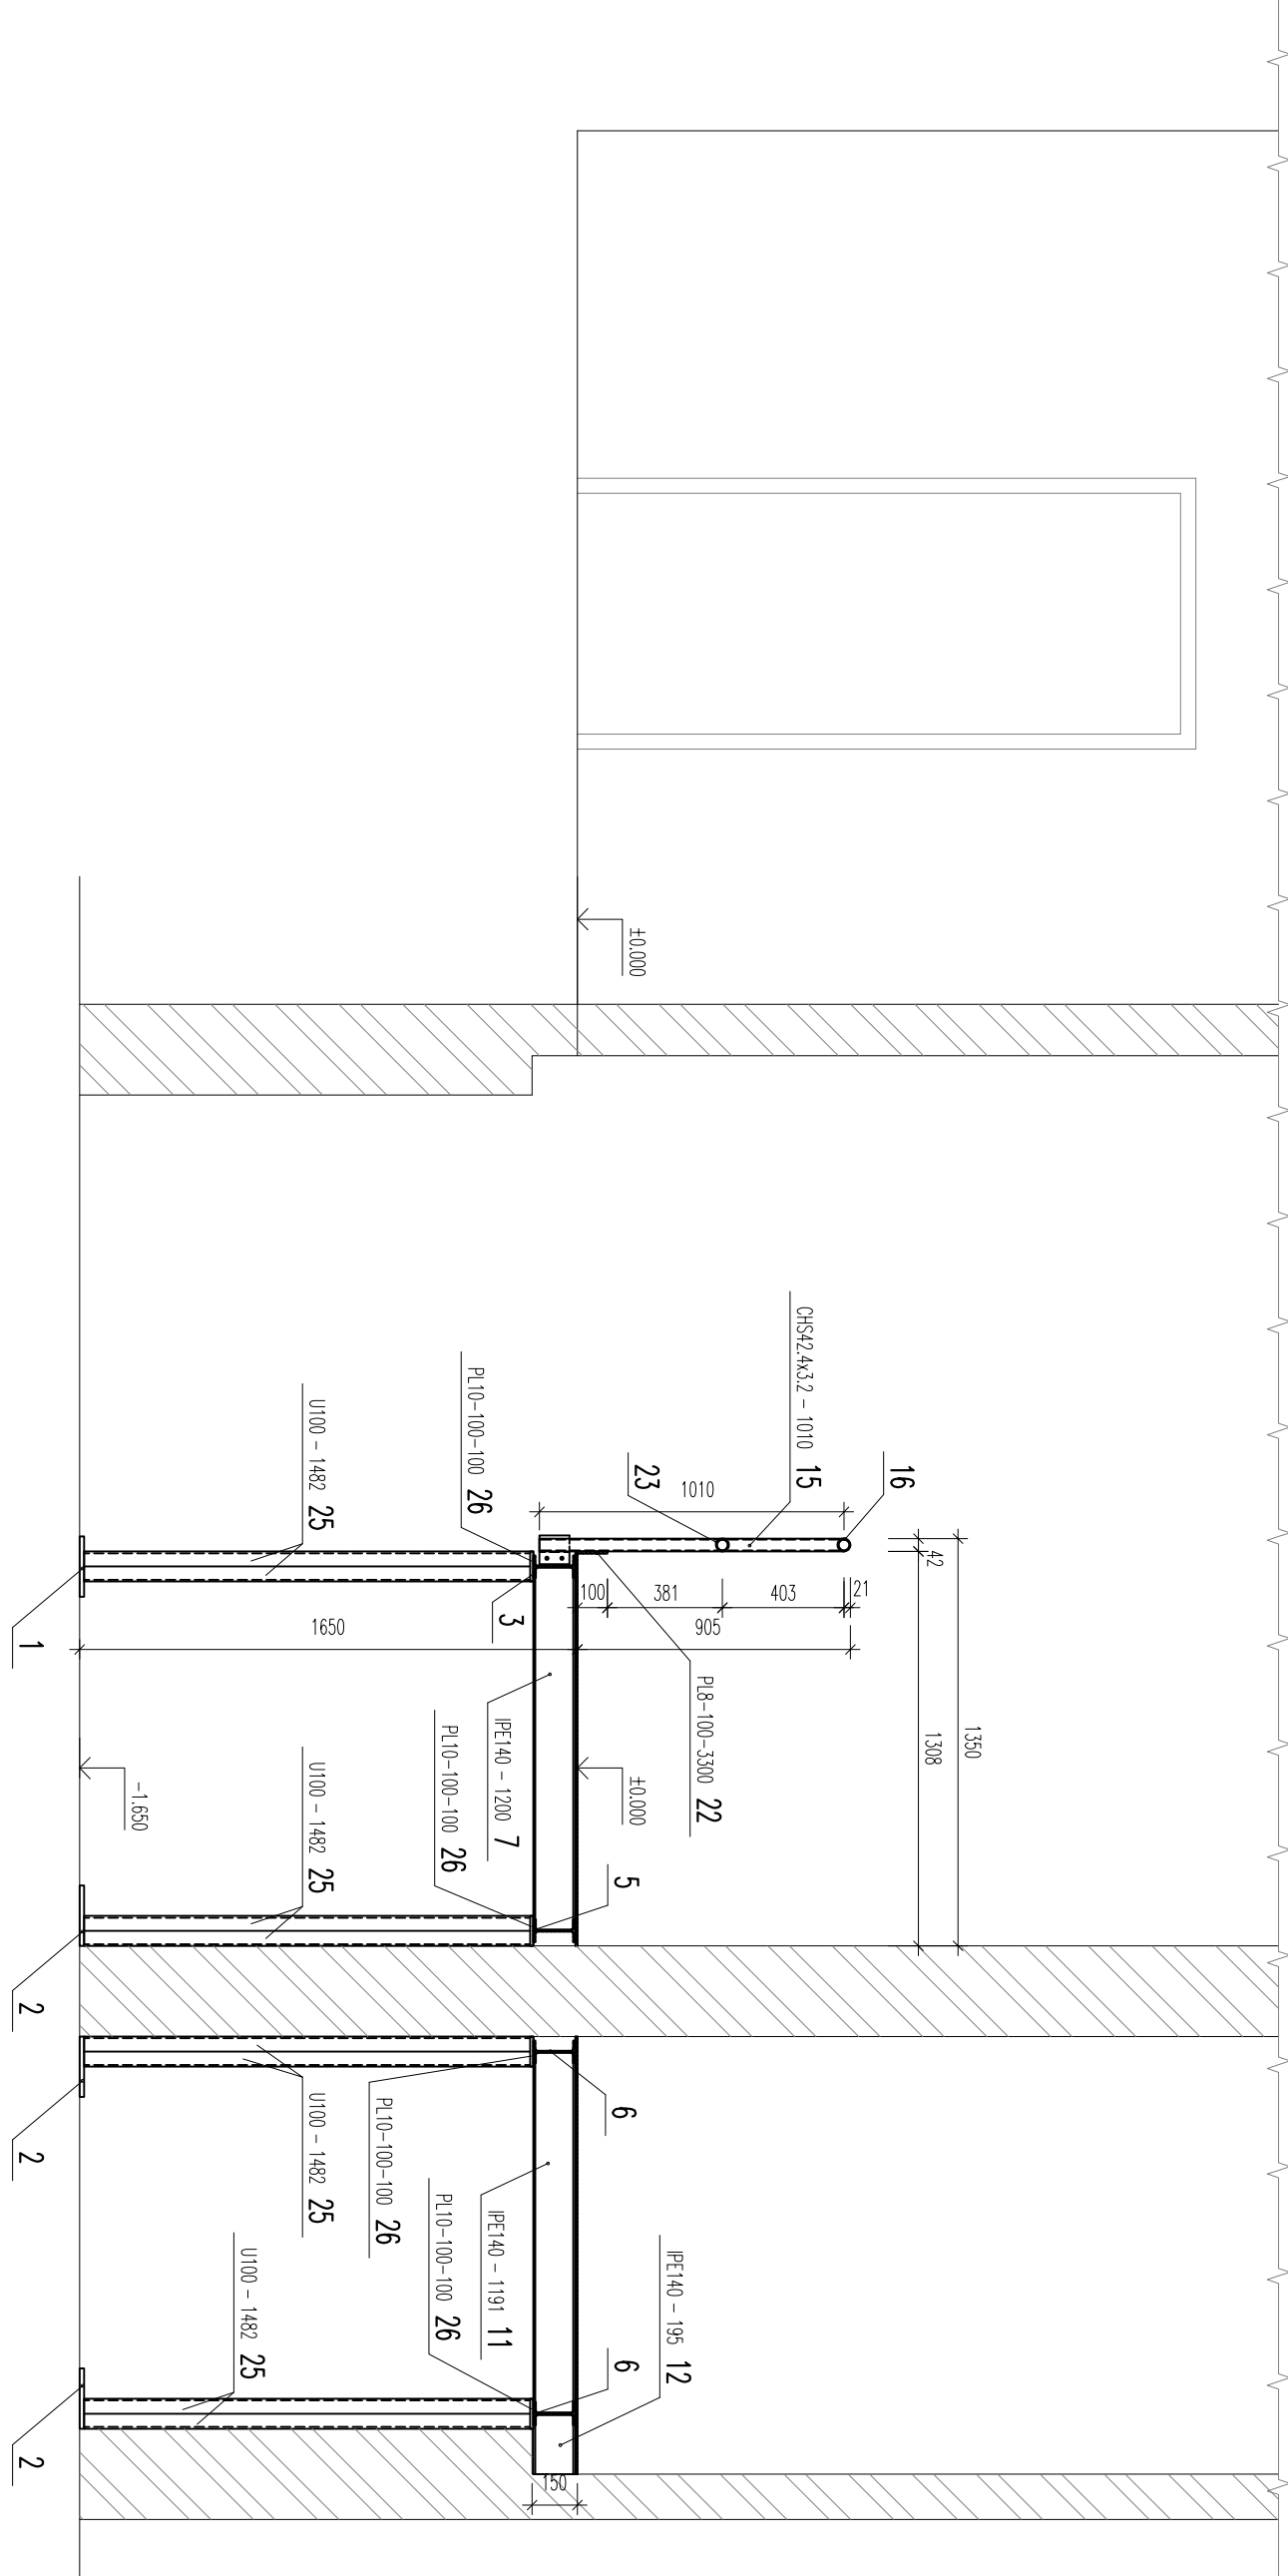 1350
1308
42
16
CHS42.4x3.2 - 1010 15
21
403
381
100
905
1010
23
PL8-100-3300 22
±0.000
±0.000
IPE140 - 195 12
6
6
5
3
150
IPE140 - 1200 7
IPE140 - 1191 11
PL10-100-100 26
PL10-100-100 26
PL10-100-100 26
PL10-100-100 26
1650
U100 - 1482 25
U100 - 1482 25
U100 - 1482 25
U100 - 1482 25
-1.650
1
2
2
2